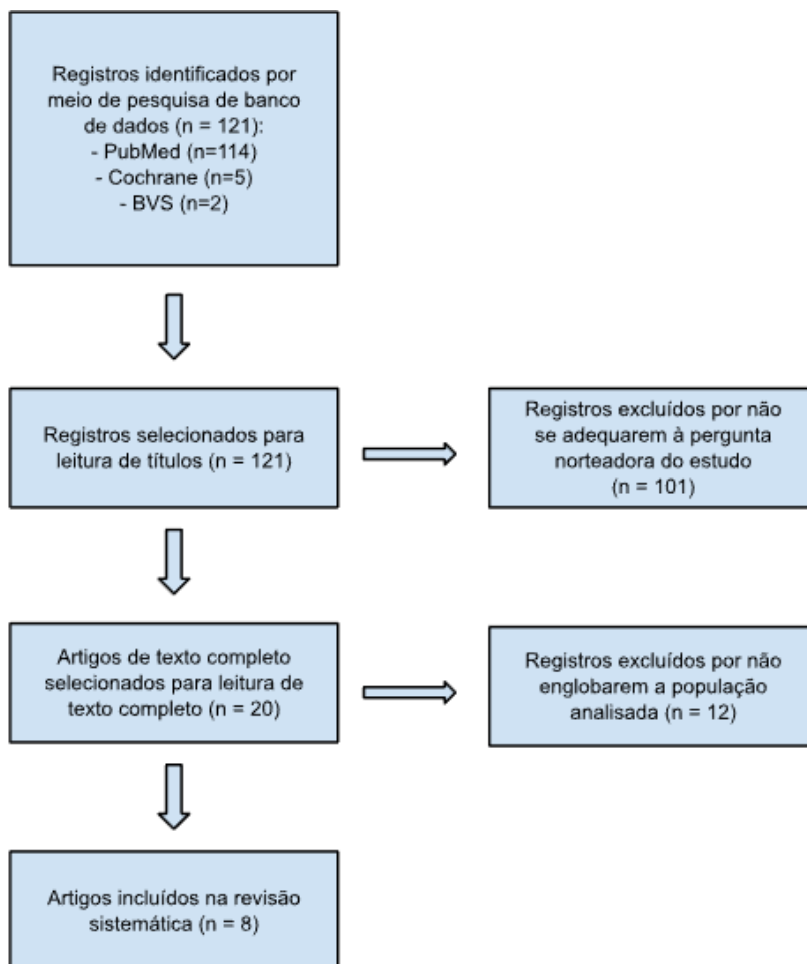 Registros identificados por
meio de pesquisa de banco
de dados (n = 121):
- PubMed (n=114)
- Cochrane (n=5)
- BVS (n=2)
Registros selecionados para
leitura de títulos (n = 121)
Registros excluídos por não
se adequarem à pergunta
norteadora do estudo
(n = 101)
Artigos de texto completo
selecionados para leitura de
texto completo (n = 20)
Registros excluídos por não
englobarem a população
analisada (n = 12)
Artigos incluídos na revisão
sistemática (n = 8)